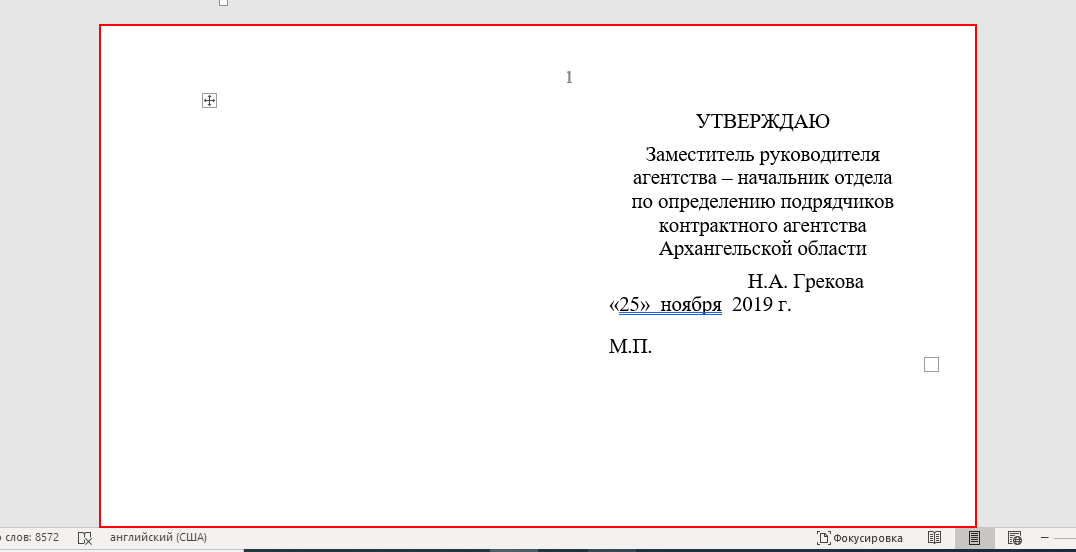 1
УТВЕРЖДАЮ
Заместитель руководителя
агентства – начальник отдела
по определению подрядчиков
контрактного агентства
Архангельской области
Н.А. Грекова
«25»  ноября  2019 г.
М.П.
слов: 8572 английский (США) Фокусировка